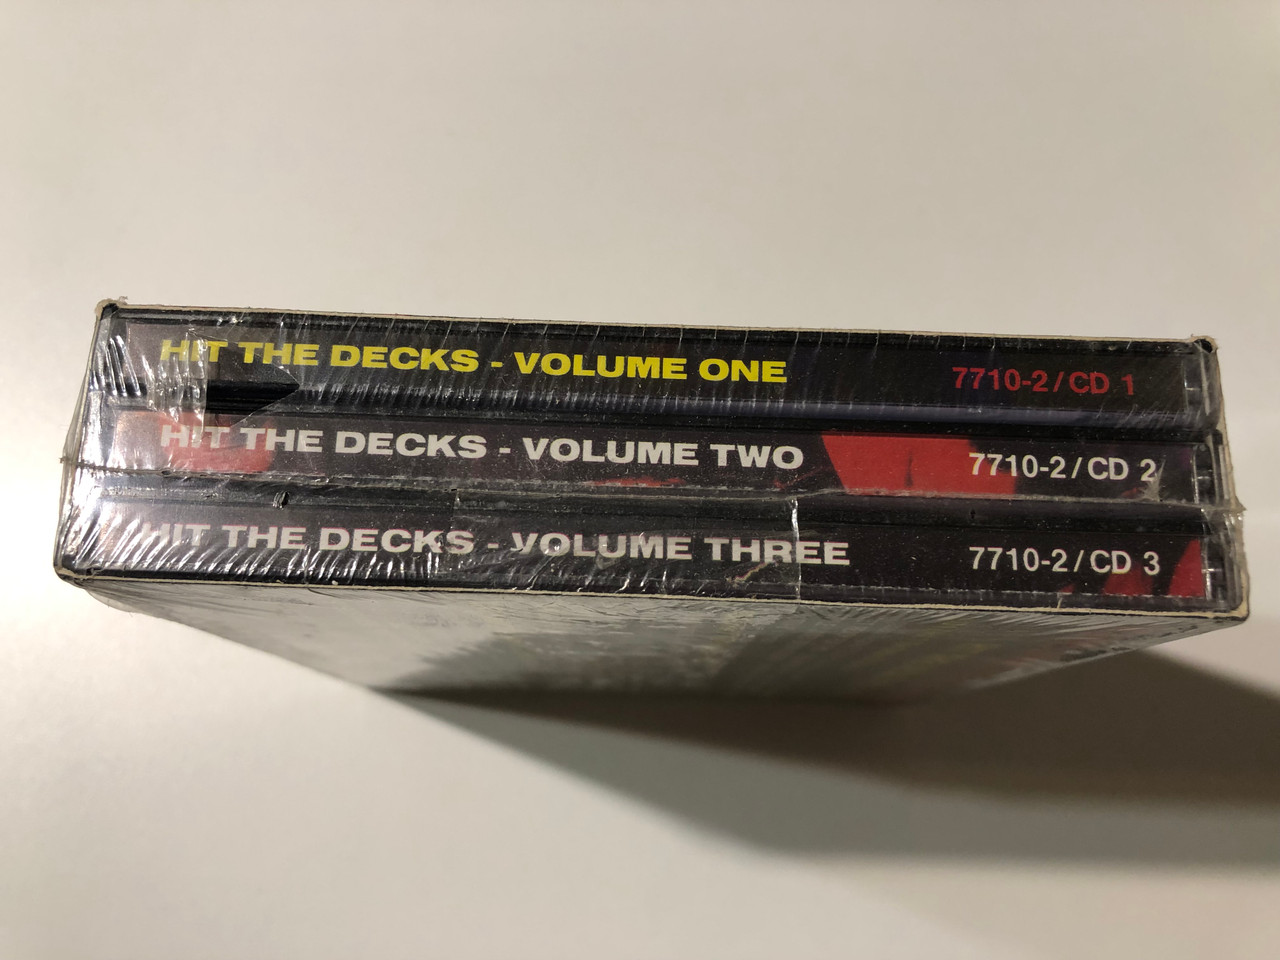 HIT THE DECKS - VOLUME ONE 7710-2/CD 1
HIT THE DECKS - VOLUME TWO 7710-2/CD 2
HIT THE DECKS - VOLUME THREE 7710-2/CD 3